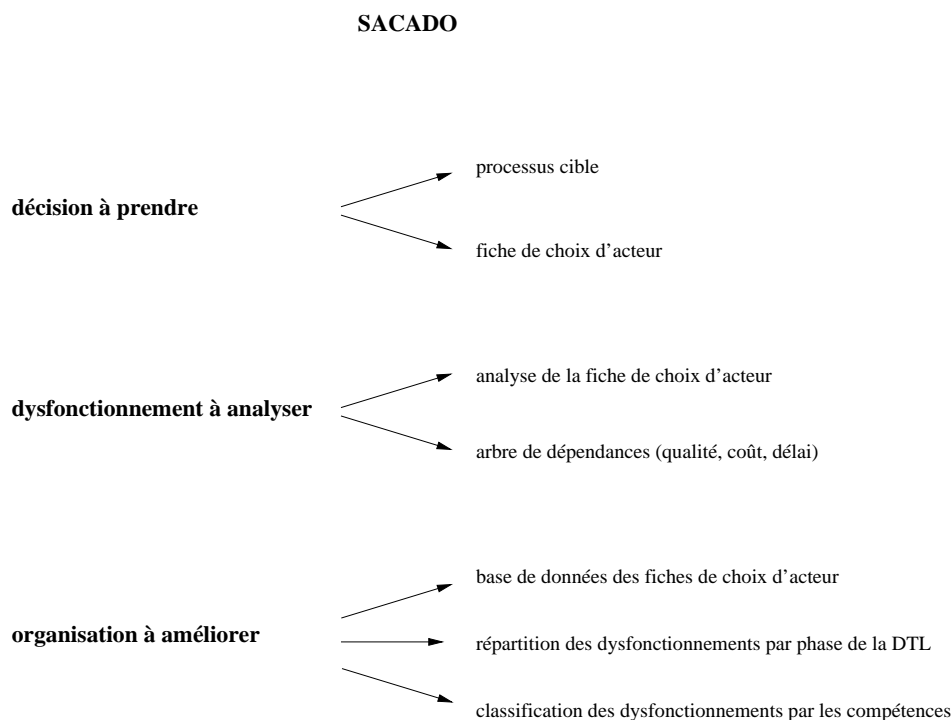 SACADO
processus cible
décision à prendre
fiche de choix d'acteur
analyse de la fiche de choix d'acteur
dysfonctionnement à analyser
arbre de dépendances (qualité, coût, délai)
base de données des fiches de choix d'acteur
organisation à améliorer
répartition des dysfonctionnements par phase de la DTL
classification des dysfonctionnements par les compétences